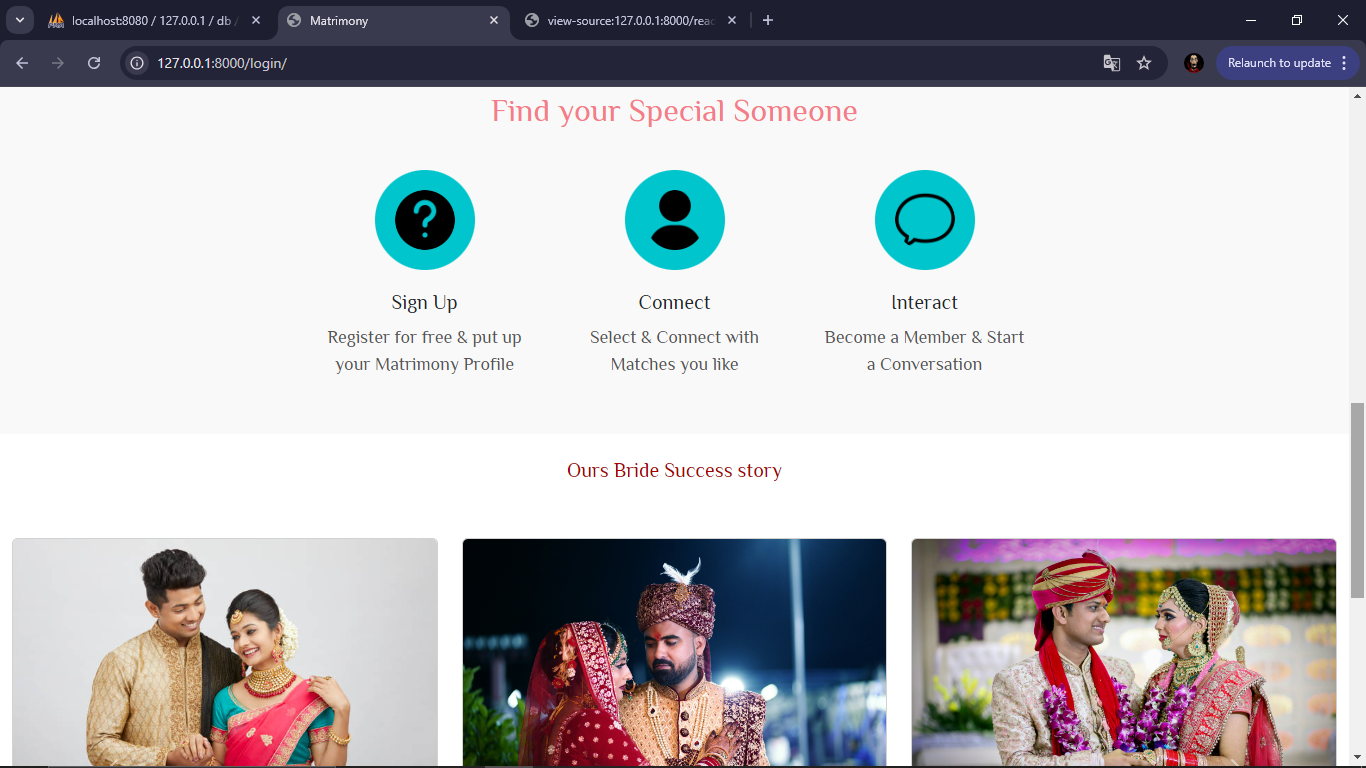 localhost:8080 / 127.0.0.1 / db /
Matrimony
view-source:127.0.0.1:8000/reac
127.0.0.1:8000/login/
Relaunch to update
Find your Special Someone
?
Sign Up
Register for free & put up
your Matrimony Profile
Connect
Select & Connect with
Matches you like
Interact
Become a Member & Start
a Conversation
Ours Bride Success story